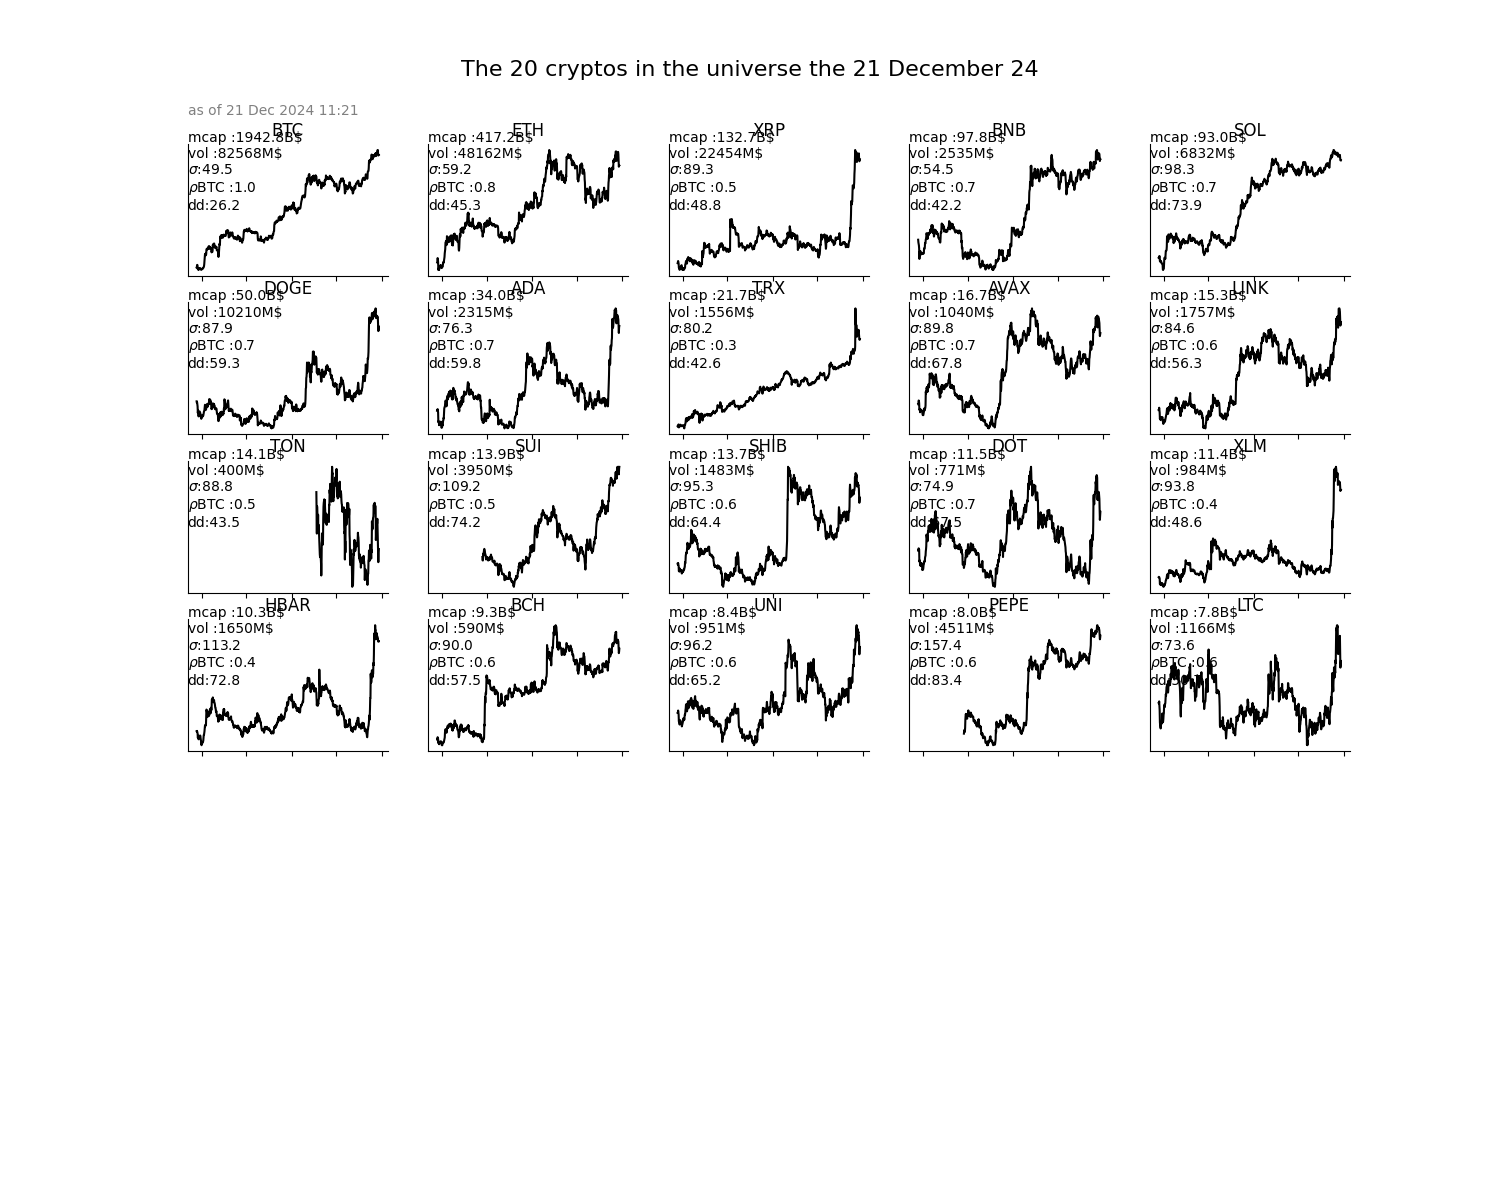 The 20 cryptos in the universe the 21 December 24
as of 21 Dec 2024 11:21
BTC
mcap :1942.8B$
vol :82568M$
σ:49.5
ρBTC :1.0
dd:26.2
ETH
mcap :417.2B$
vol :48162M$
σ:59.2
ρBTC :0.8
dd:45.3
XRP
mcap :132.7B$
vol :22454M$
σ:89.3
ρBTC :0.5
dd:48.8
BNB
mcap :97.8B$
vol :2535M$
σ:54.5
ρBTC :0.7
dd:42.2
SOL
mcap :93.0B$
vol :6832M$
σ:98.3
ρBTC :0.7
dd:73.9
DOGE
mcap :50.0B$
vol :10210M$
σ:87.9
ρBTC :0.7
dd:59.3
ADA
mcap :34.0B$
vol :2315M$
σ:76.3
ρBTC :0.7
dd:59.8
TRX
mcap :21.7B$
vol :1556M$
σ:80.2
ρBTC :0.3
dd:42.6
AVAX
mcap :16.7B$
vol :1040M$
σ:89.8
ρBTC :0.7
dd:67.8
LINK
mcap :15.3B$
vol :1757M$
σ:84.6
ρBTC :0.6
dd:56.3
TON
mcap :14.1B$
vol :400M$
σ:88.8
ρBTC :0.5
dd:43.5
SUI
mcap :13.9B$
vol :3950M$
σ:109.2
ρBTC :0.5
dd:74.2
SHIB
mcap :13.7B$
vol :1483M$
σ:95.3
ρBTC :0.6
dd:64.4
DOT
mcap :11.5B$
vol :771M$
σ:74.9
ρBTC :0.7
XLM
mcap :11.4B$
vol :984M$
σ:93.8
ρBTC :0.4
dd:48.6
HBAR
mcap :10.3B$
vol :1650M$
σ:113.2
ρBTC :0.4
dd:72.8
BCH
mcap :9.3B$
vol :590M$
σ:90.0
ρBTC :0.6
dd:57.5
UNI
mcap :8.4B$
vol :951M$
σ:96.2
ρBTC :0.6
dd:65.2
PEPE
mcap :8.0B$
vol :4511M$
σ:157.4
ρBTC :0.6
dd:83.4
LTC
mcap :7.8B$
vol :1166M$
σ:73.6
ρBTC :0.6